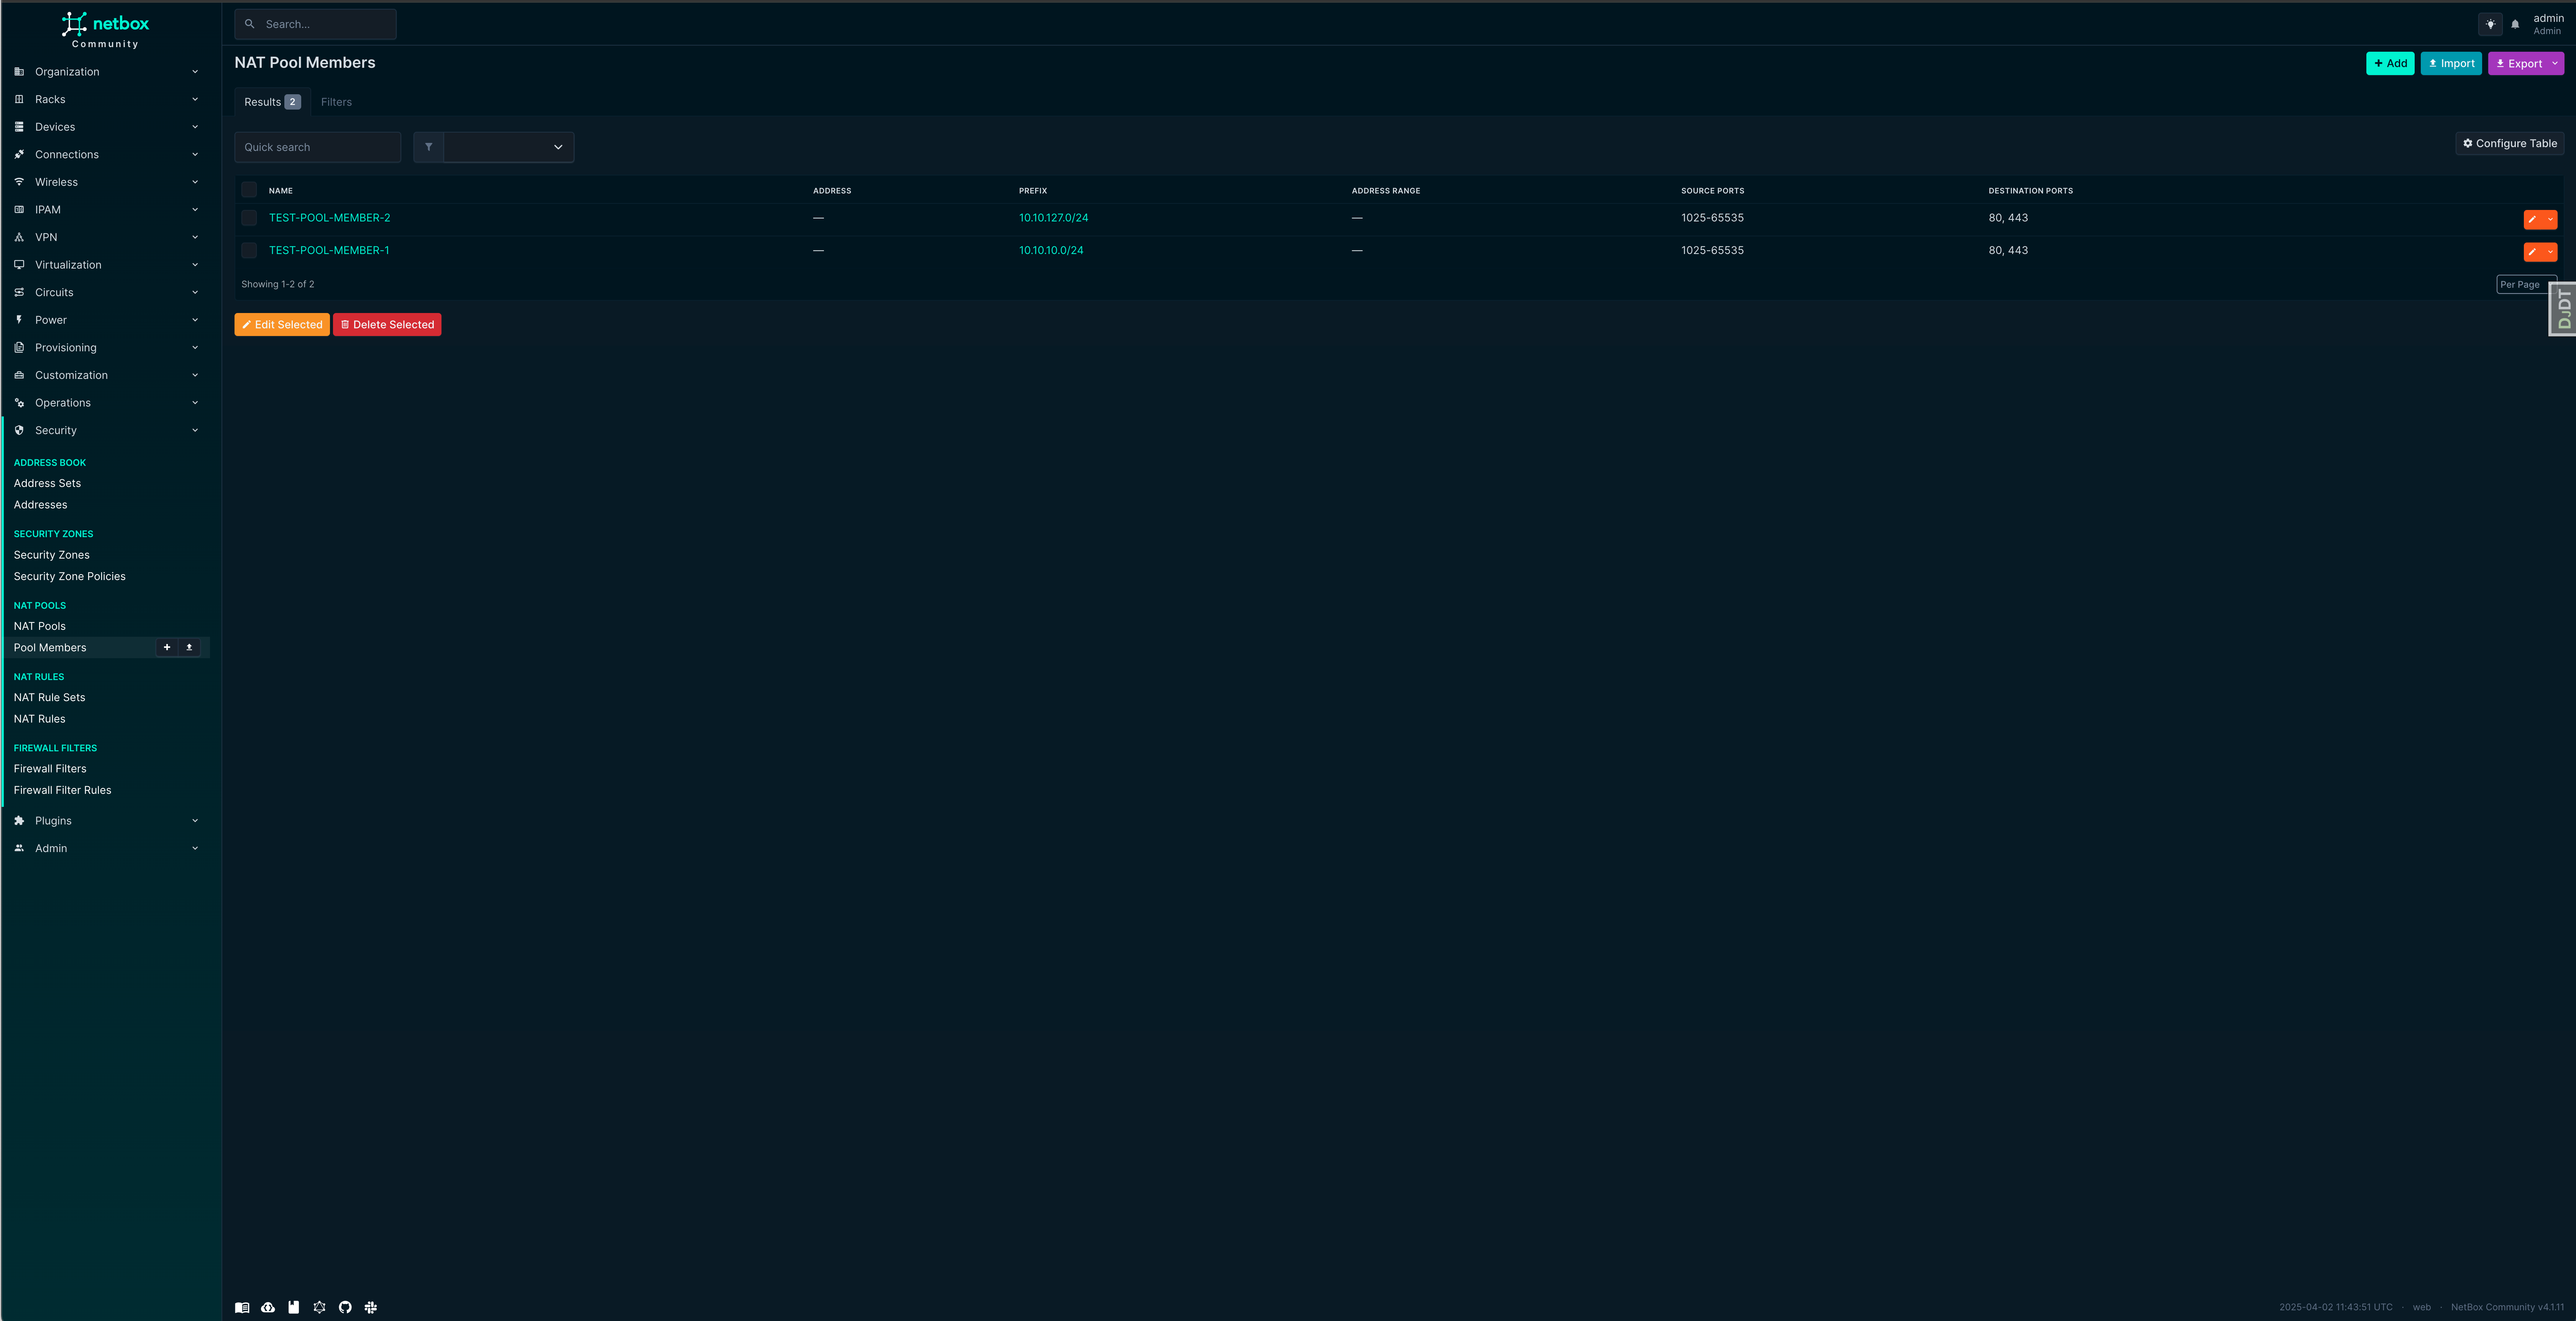 netbox
Community
Search...
admin
Admin
Organization
Racks
Devices
Connections
Wireless
IPAM
VPN
Virtualization
Circuits
Power
Provisioning
Customization
Operations
Security
ADDRESS BOOK
Address Sets
Addresses
SECURITY ZONES
Security Zones
Security Zone Policies
NAT POOLS
NAT Pools
Pool Members
NAT RULES
NAT Rule Sets
NAT Rules
FIREWALL FILTERS
Firewall Filters
Firewall Filter Rules
Plugins
Admin
NAT Pool Members
Add Import Export
Results 2 Filters
Quick search
Configure Table
NAME ADDRESS PREFIX ADDRESS RANGE SOURCE PORTS DESTINATION PORTS
TEST-POOL-MEMBER-2 — 10.10.127.0/24 — 1025-65535 80, 443
TEST-POOL-MEMBER-1 — 10.10.10.0/24 — 1025-65535 80, 443
Showing 1-2 of 2
Per Page
DJDT
Edit Selected Delete Selected
2025-04-02 11:43:51 UTC · web · NetBox Community v4.1.11